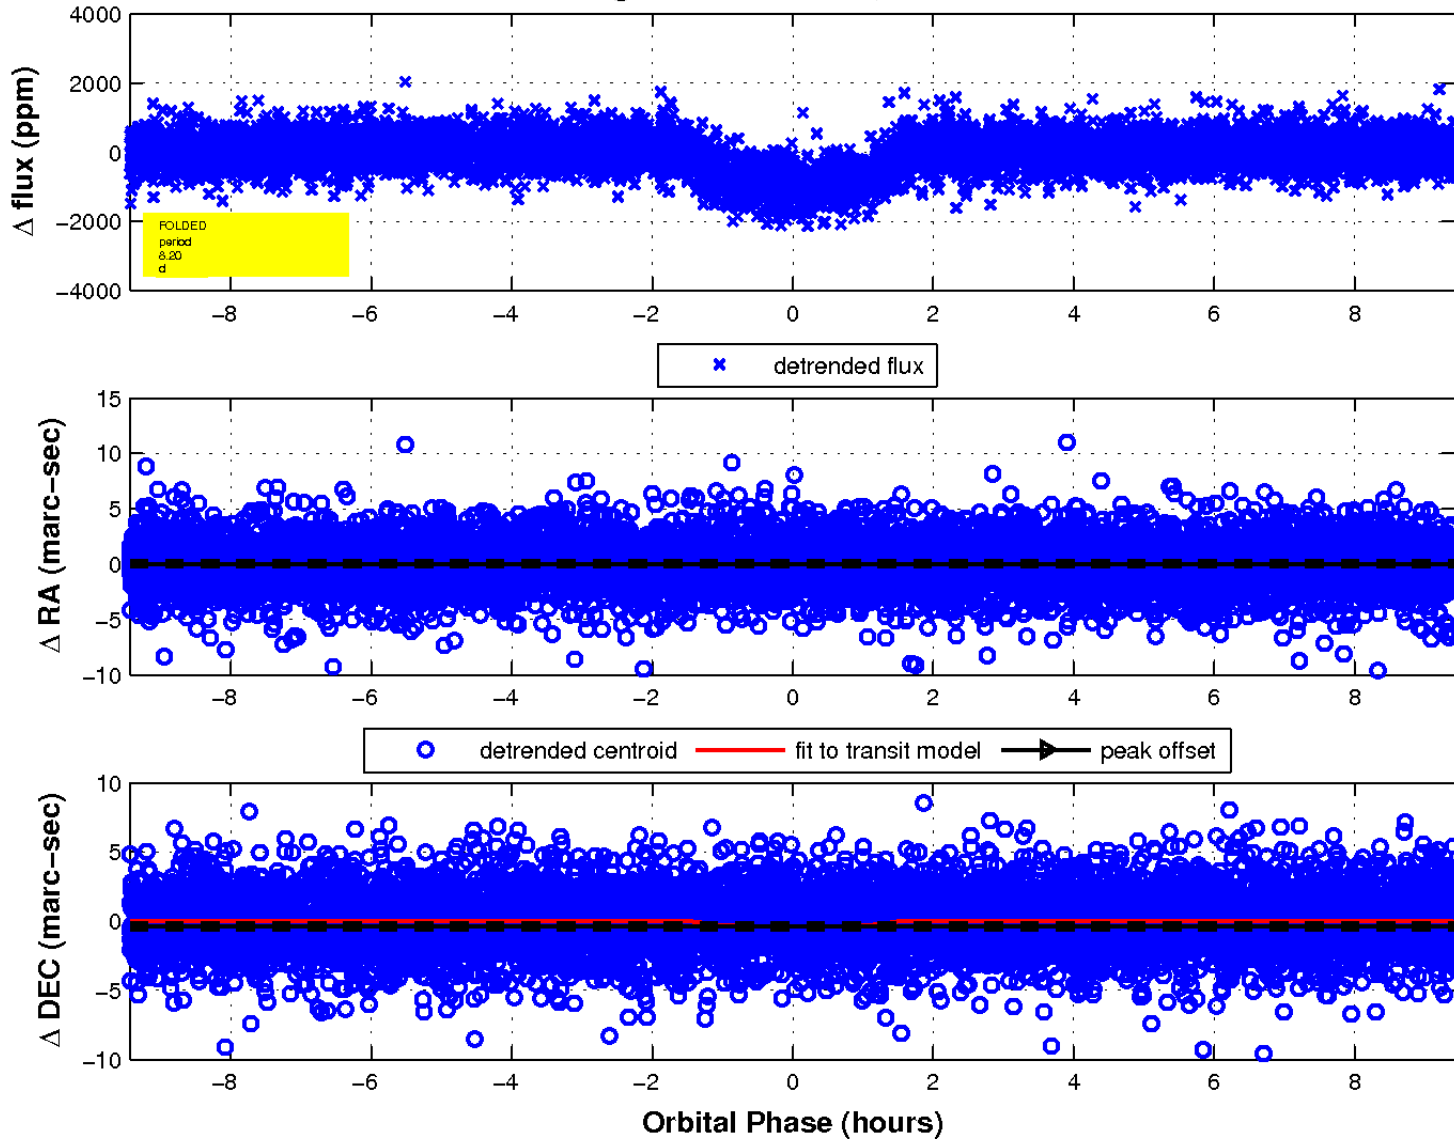 4000
2000
0
−2000
−4000
Δ flux (ppm)
FOLDED
period
8.20
d
−8 −6 −4 −2 0 2 4 6 8
detrended flux
15
10
5
0
−5
−10
Δ RA (marc−sec)
−8 −6 −4 −2 0 2 4 6 8
detrended centroid fit to transit model peak offset
10
5
0
−5
−10
Δ DEC (marc−sec)
−8 −6 −4 −2 0 2 4 6 8
Orbital Phase (hours)